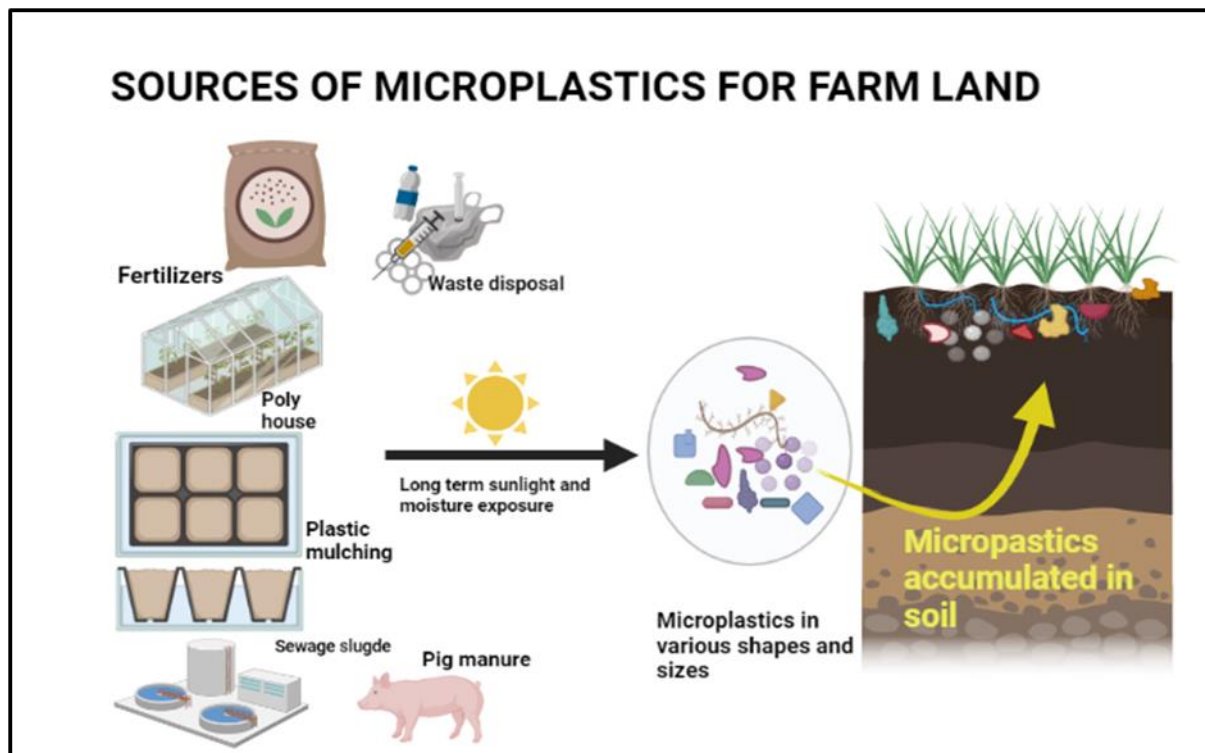 SOURCES OF MICROPLASTICS FOR FARM LAND
Fertilizers
Waste disposal
Poly
house
Plastic
mulching
Sewage slugde
Pig manure
Long term sunlight and
moisture exposure
Microplastics in
various shapes and
sizes
Micropastics
accumulated in
soil